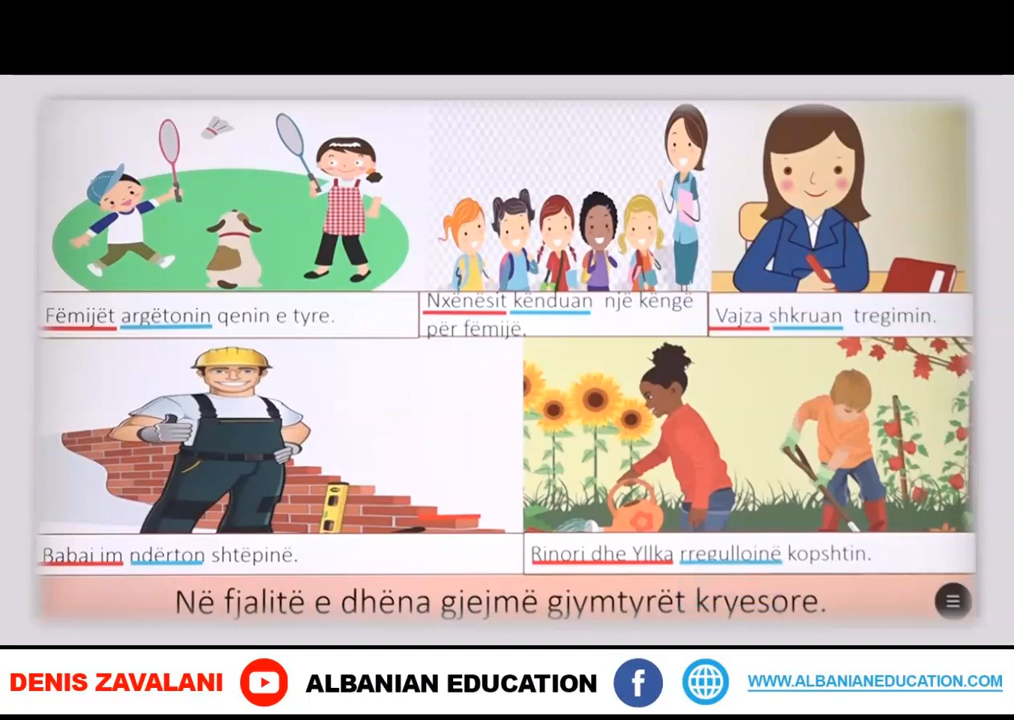 Fëmijët argëtonin qenin e tyre.
Nxënësit kënduan një këngë
për fëmijë.
Vajza shkruan tregimin.
Babai im ndërton shtëpinë.
Rinori dhe Yllka rregullojnë kopshtin.
Në fjalitë e dhëna gjejmë gjymtyrët kryesore.
DENIS ZAVALANI
ALBANIAN EDUCATION
WWW.ALBANIANEDUCATION.COM